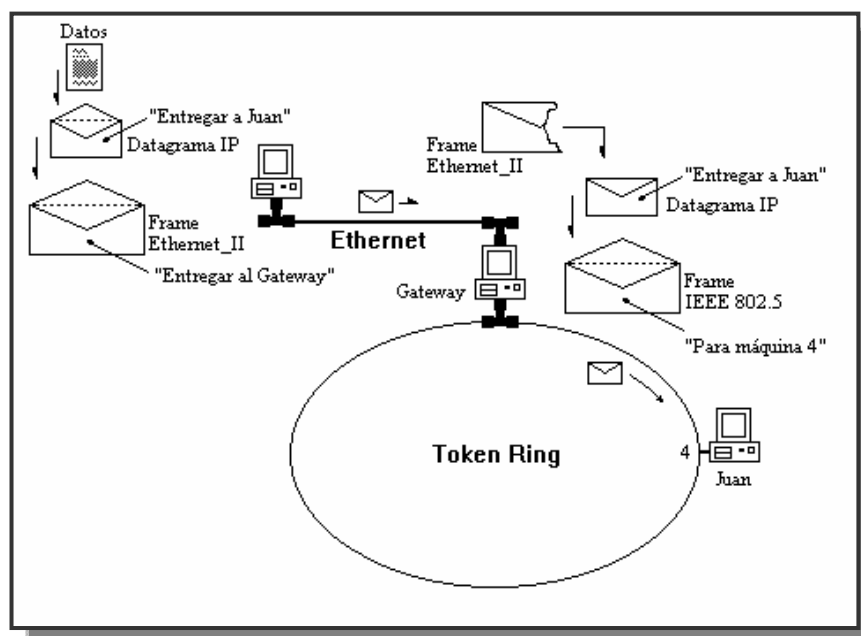 Datos
"Entregar a Juan"
Datagrama IP
Frame
Ethernet_II
"Entregar al Gateway"
Ethernet
Frame
Ethernet_II
"Entregar a Juan"
Datagrama IP
Gateway
Frame
IEEE 802.5
"Para máquina 4"
Token Ring
4
Juan